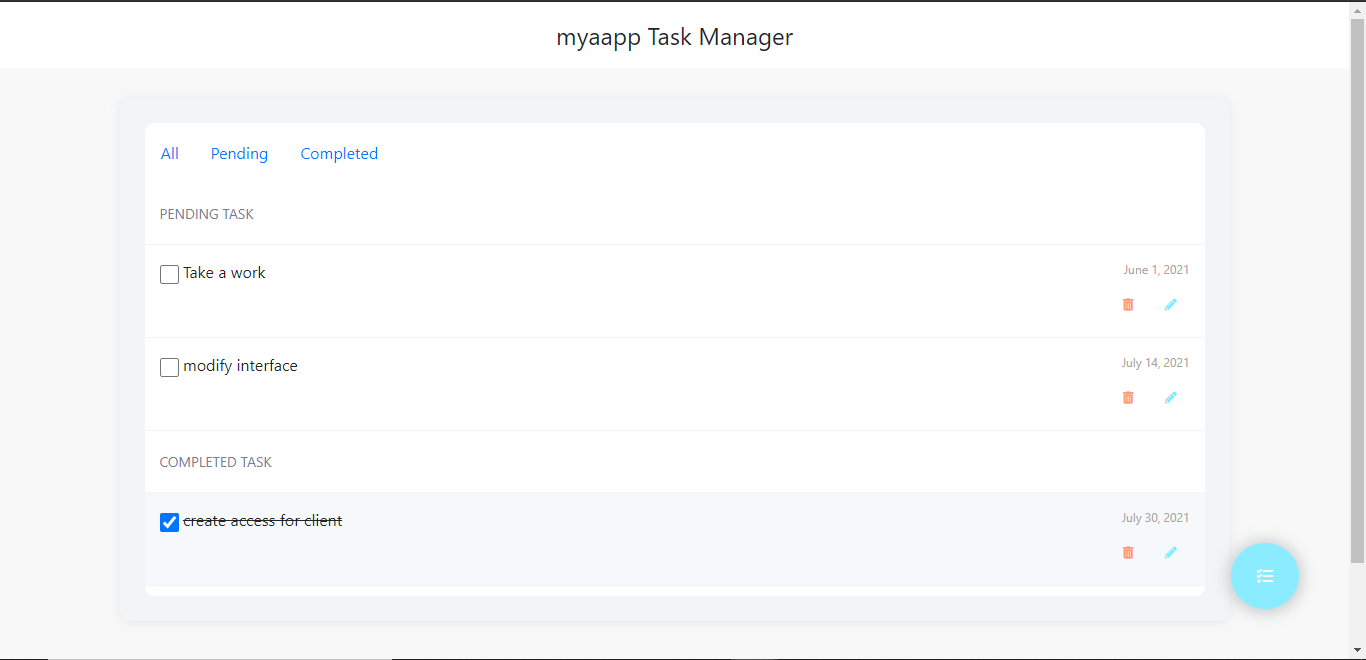 myaapp Task Manager
All Pending Completed
PENDING TASK
Take a work June 1, 2021
modify interface July 14, 2021
COMPLETED TASK
create access for client July 30, 2021